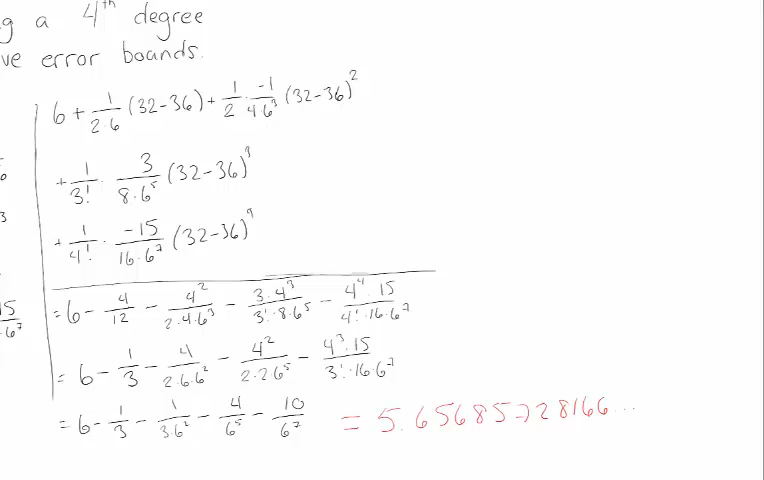 g a 4th degree
ve error bounds.
6 + 1/(2·6) (32-36) + 1/2 · -1/(4·6³) (32-36)²
+ 1/3! · 3/(8·6⁵) (32-36)³
+ 1/4! · -15/(16·6⁷) (32-36)⁴
= 6 - 4/12 - 4²/(2·4·6³) - 3·4³/(3!·8·6⁵) - 4⁴·15/(4!·16·6⁷)
= 6 - 1/3 - 4/(2·6·6²) - 4²/(2·2·6⁵) - 4³·15/(3!·16·6⁷)
= 6 - 1/3 - 1/(3·6²) - 4/6⁵ - 10/6⁷ = 5.65685728166...